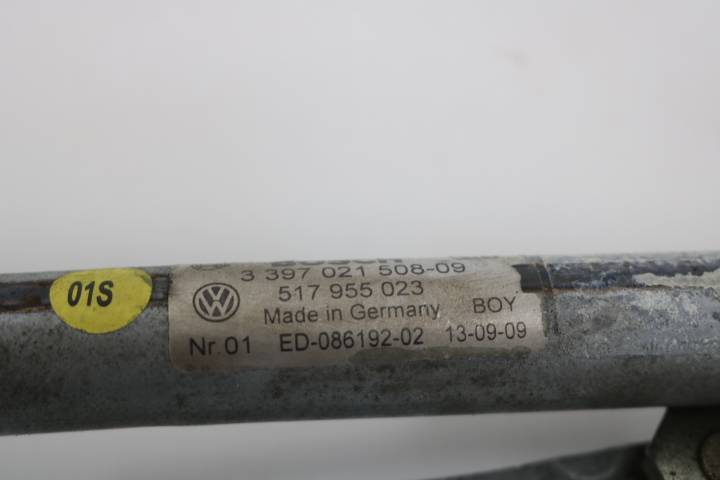 BOSCH
3 397 021 508-09
517 955 023
Made in Germany BOY
Nr. 01 ED-086192-02 13-09-09
01S